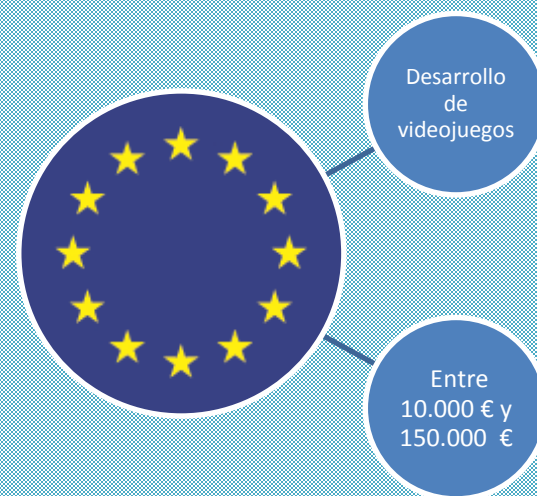 Desarrollo
de
videojuegos
Entre
10.000 € y
150.000 €